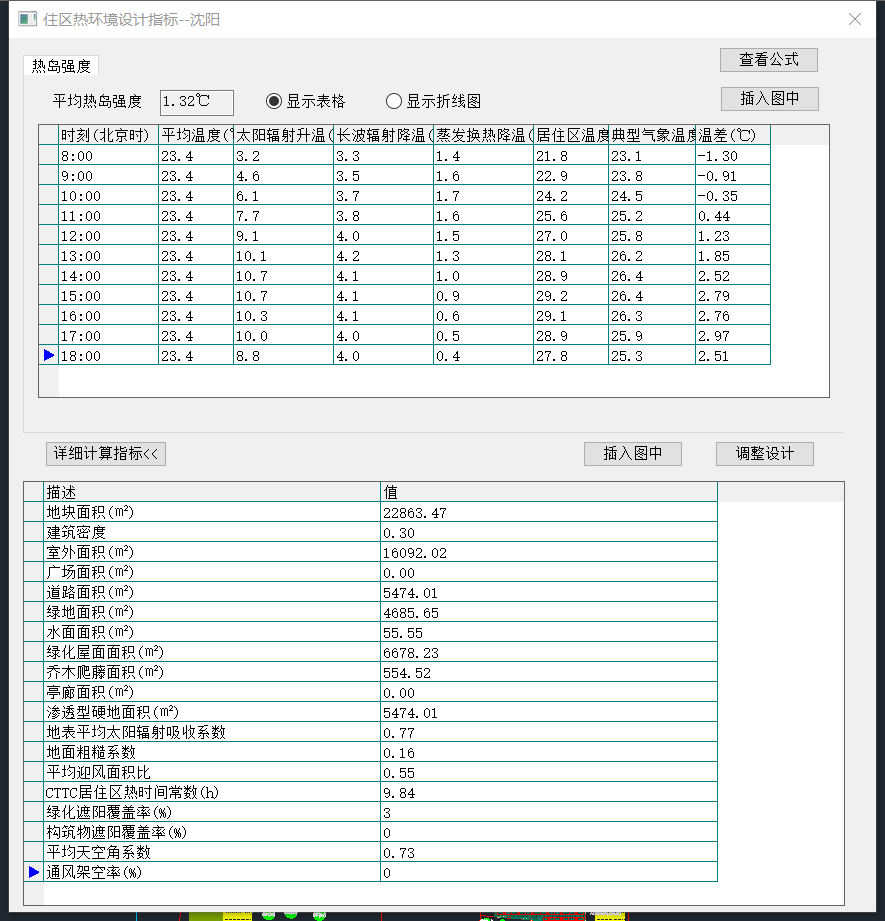 住区热环境设计指标--沈阳
热岛强度
查看公式
平均热岛强度 1.32℃ 显示表格 显示折线图
插入图中
时刻(北京时) 平均温度(℃ 太阳辐射升温( 长波辐射降温( 蒸发换热降温( 居住区温度 典型气象温度 温差(℃)
8:00 23.4 3.2 3.3 1.4 21.8 23.1 -1.30
9:00 23.4 4.6 3.5 1.6 22.9 23.8 -0.91
10:00 23.4 6.1 3.7 1.7 24.2 24.5 -0.35
11:00 23.4 7.7 3.8 1.6 25.6 25.2 0.44
12:00 23.4 9.1 4.0 1.5 27.0 25.8 1.23
13:00 23.4 10.1 4.2 1.3 28.1 26.2 1.85
14:00 23.4 10.7 4.1 1.0 28.9 26.4 2.52
15:00 23.4 10.7 4.1 0.9 29.2 26.4 2.79
16:00 23.4 10.3 4.1 0.6 29.1 26.3 2.76
17:00 23.4 10.0 4.0 0.5 28.9 25.9 2.97
18:00 23.4 8.8 4.0 0.4 27.8 25.3 2.51
详细计算指标<< 插入图中 调整设计
描述 值
地块面积(㎡) 22863.47
建筑密度 0.30
室外面积(㎡) 16092.02
广场面积(㎡) 0.00
道路面积(㎡) 5474.01
绿地面积(㎡) 4685.65
水面面积(㎡) 55.55
绿化屋面面积(㎡) 6678.23
乔木爬藤面积(㎡) 554.52
亭廊面积(㎡) 0.00
渗透型硬地面积(㎡) 5474.01
地表平均太阳辐射吸收系数 0.77
地面粗糙系数 0.16
平均迎风面积比 0.55
CTTC居住区热时间常数(h) 9.84
绿化遮阳覆盖率(%) 3
构筑物遮阳覆盖率(%) 0
平均天空角系数 0.73
通风架空率(%) 0